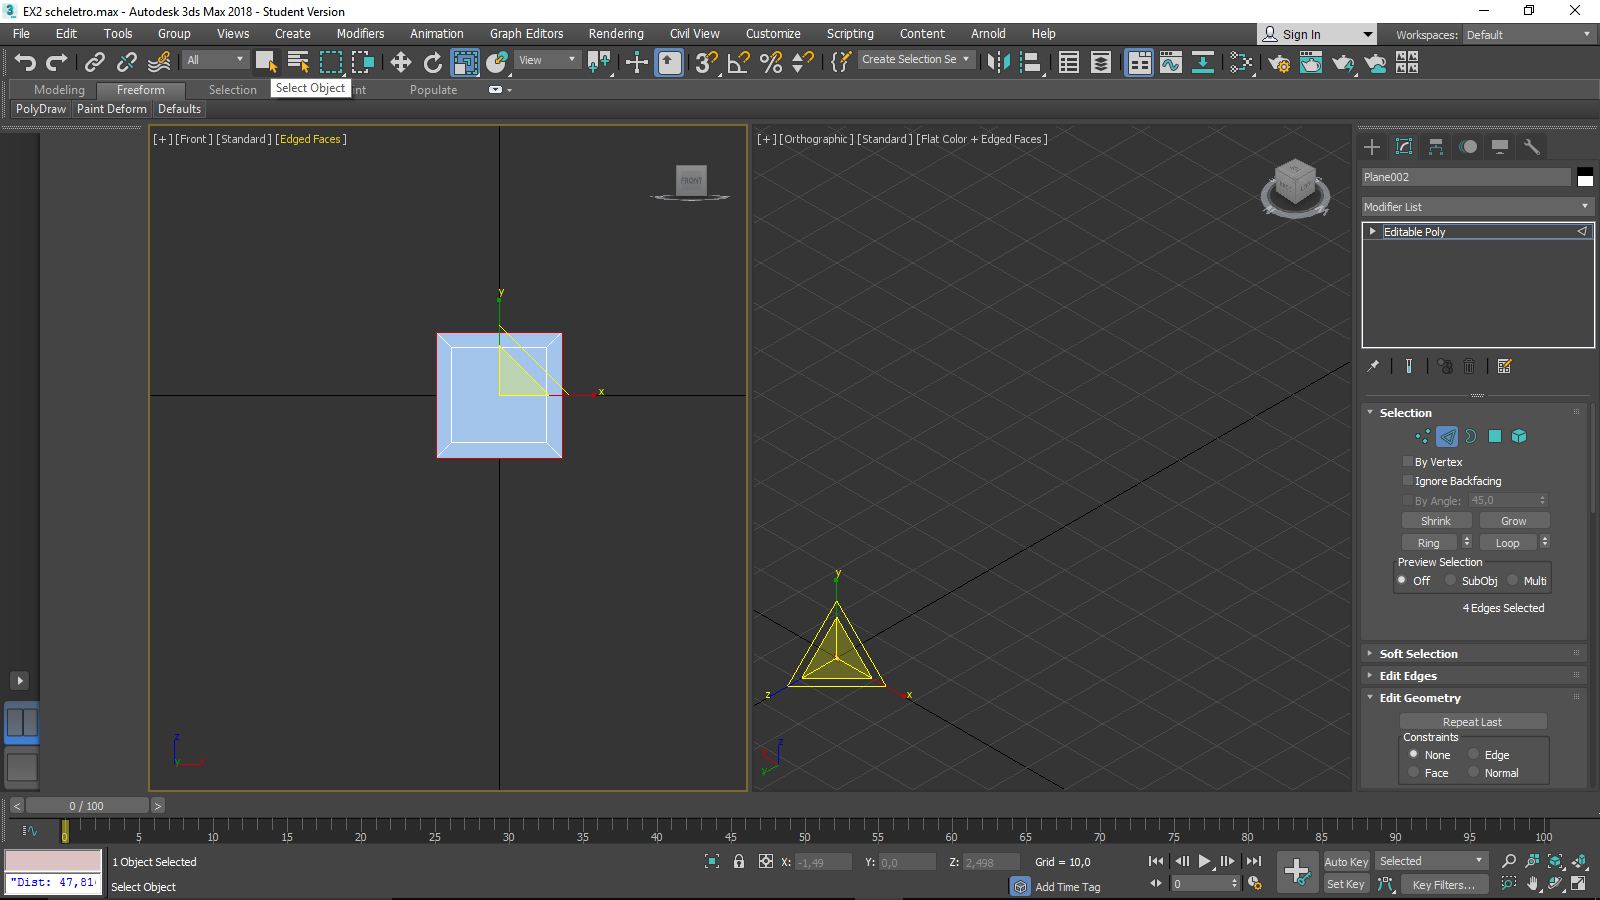 EX2 scheletro.max - Autodesk 3ds Max 2018 - Student Version
File Edit Tools Group Views Create Modifiers Animation Graph Editors Rendering Civil View Customize Scripting Content Arnold Help Sign In Workspaces: Default
All View Create Selection Se
Modeling Freeform Selection Select Object nt Populate
PolyDraw Paint Deform Defaults
[+] [Front] [Standard] [Edged Faces]
[+] [Orthographic] [Standard] [Flat Color + Edged Faces]
FRONT
Plane002
Modifier List
Editable Poly
y
x
Selection
By Vertex
Ignore Backfacing
By Angle: 45,0
Shrink Grow
Ring Loop
Preview Selection
Off SubObj Multi
4 Edges Selected
Soft Selection
Edit Edges
Edit Geometry
Repeat Last
Constraints
None Edge
Face Normal
y
z x
z
y
z
y
< 0 / 100 >
0 5 10 15 20 25 30 35 40 45 50 55 60 65 70 75 80 85 90 95 100
1 Object Selected X: -1,49 Y: 0,0 Z: 2,498 Grid = 10,0 Auto Key Selected
"Dist: 47,81 Select Object Add Time Tag 0 Set Key Key Filters...